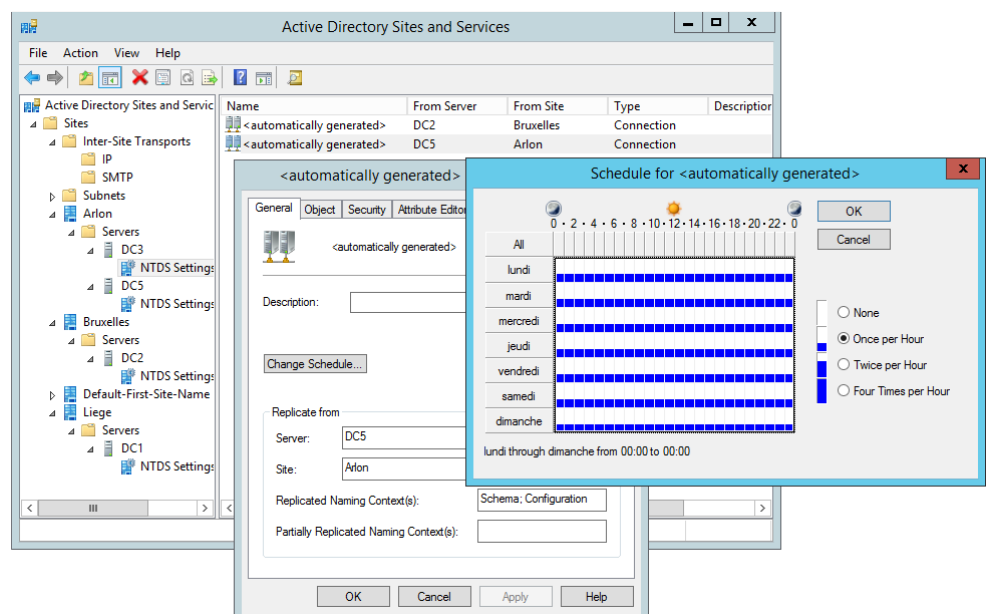 Active Directory Sites and Services
File Action View Help
Active Directory Sites and Servic
Sites
Inter-Site Transports
IP
SMTP
Subnets
Arlon
Servers
DC3
NTDS Settings
DC5
NTDS Settings
Bruxelles
Servers
DC2
NTDS Settings
Default-First-Site-Name
Liege
Servers
DC1
NTDS Settings
Name From Server From Site Type Description
<automatically generated> DC2 Bruxelles Connection
<automatically generated> DC5 Arlon Connection
<automatically generated>
General Object Security Attribute Editor
<automatically generated>
Description:
Change Schedule...
Replicate from
Server: DC5
Site: Arlon
Replicated Naming Context(s): Schema; Configuration
Partially Replicated Naming Context(s):
OK Cancel Apply Help
Schedule for <automatically generated>
x
0 · 2 · 4 · 6 · 8 · 10 · 12 · 14 · 16 · 18 · 20 · 22 · 0
All
lundi
mardi
mercredi
jeudi
vendredi
samedi
dimanche
lundi through dimanche from 00:00 to 00:00
OK
Cancel
None
Once per Hour
Twice per Hour
Four Times per Hour